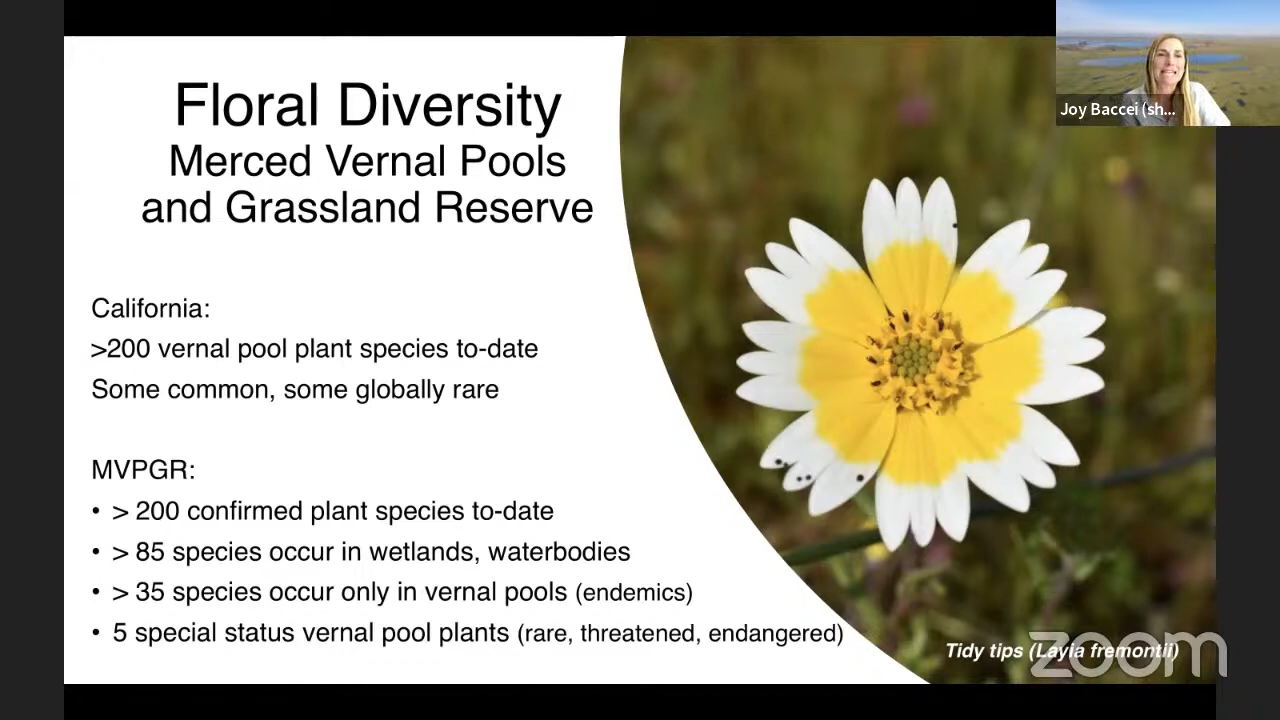 Floral Diversity
Merced Vernal Pools
and Grassland Reserve
California:
>200 vernal pool plant species to-date
Some common, some globally rare
MVPGR:
• > 200 confirmed plant species to-date
• > 85 species occur in wetlands, waterbodies
• > 35 species occur only in vernal pools (endemics)
• 5 special status vernal pool plants (rare, threatened, endangered)
Joy Baccei (sh...
Tidy tips (Layia fremontii)
zoom